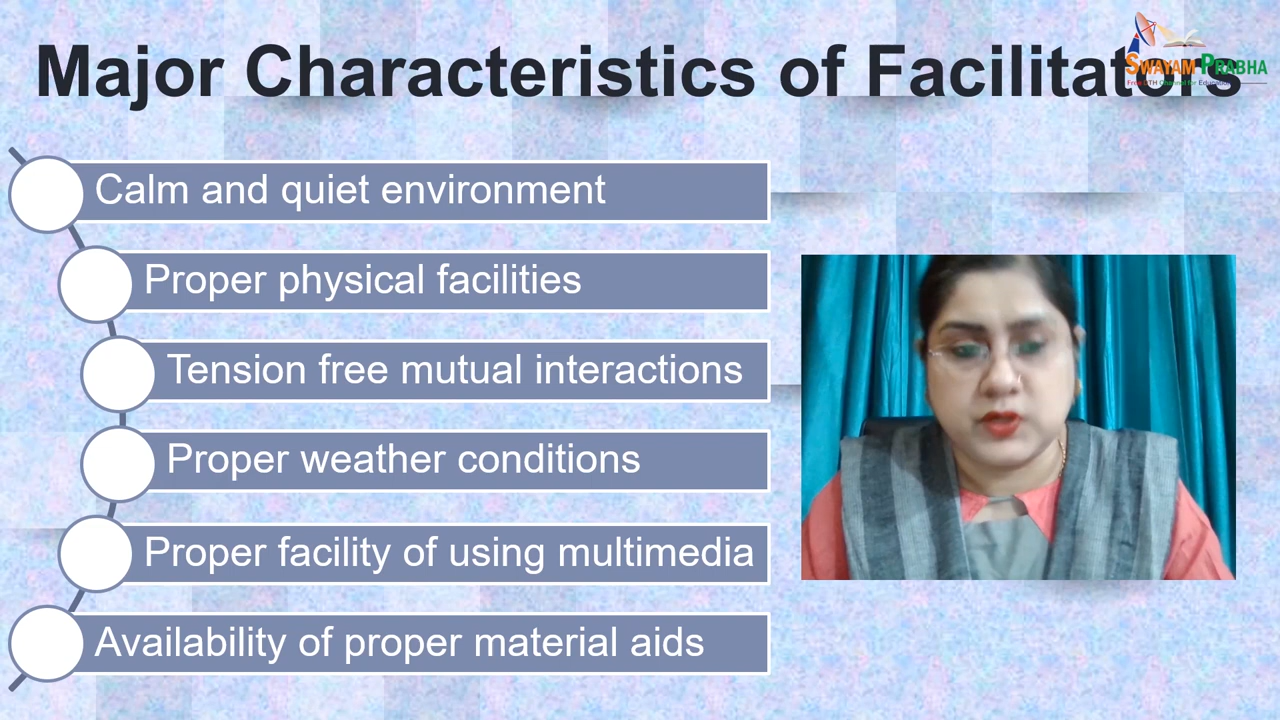 Major Characteristics of Facilitators
SWAYAM PRABHA
Calm and quiet environment
Proper physical facilities
Tension free mutual interactions
Proper weather conditions
Proper facility of using multimedia
Availability of proper material aids